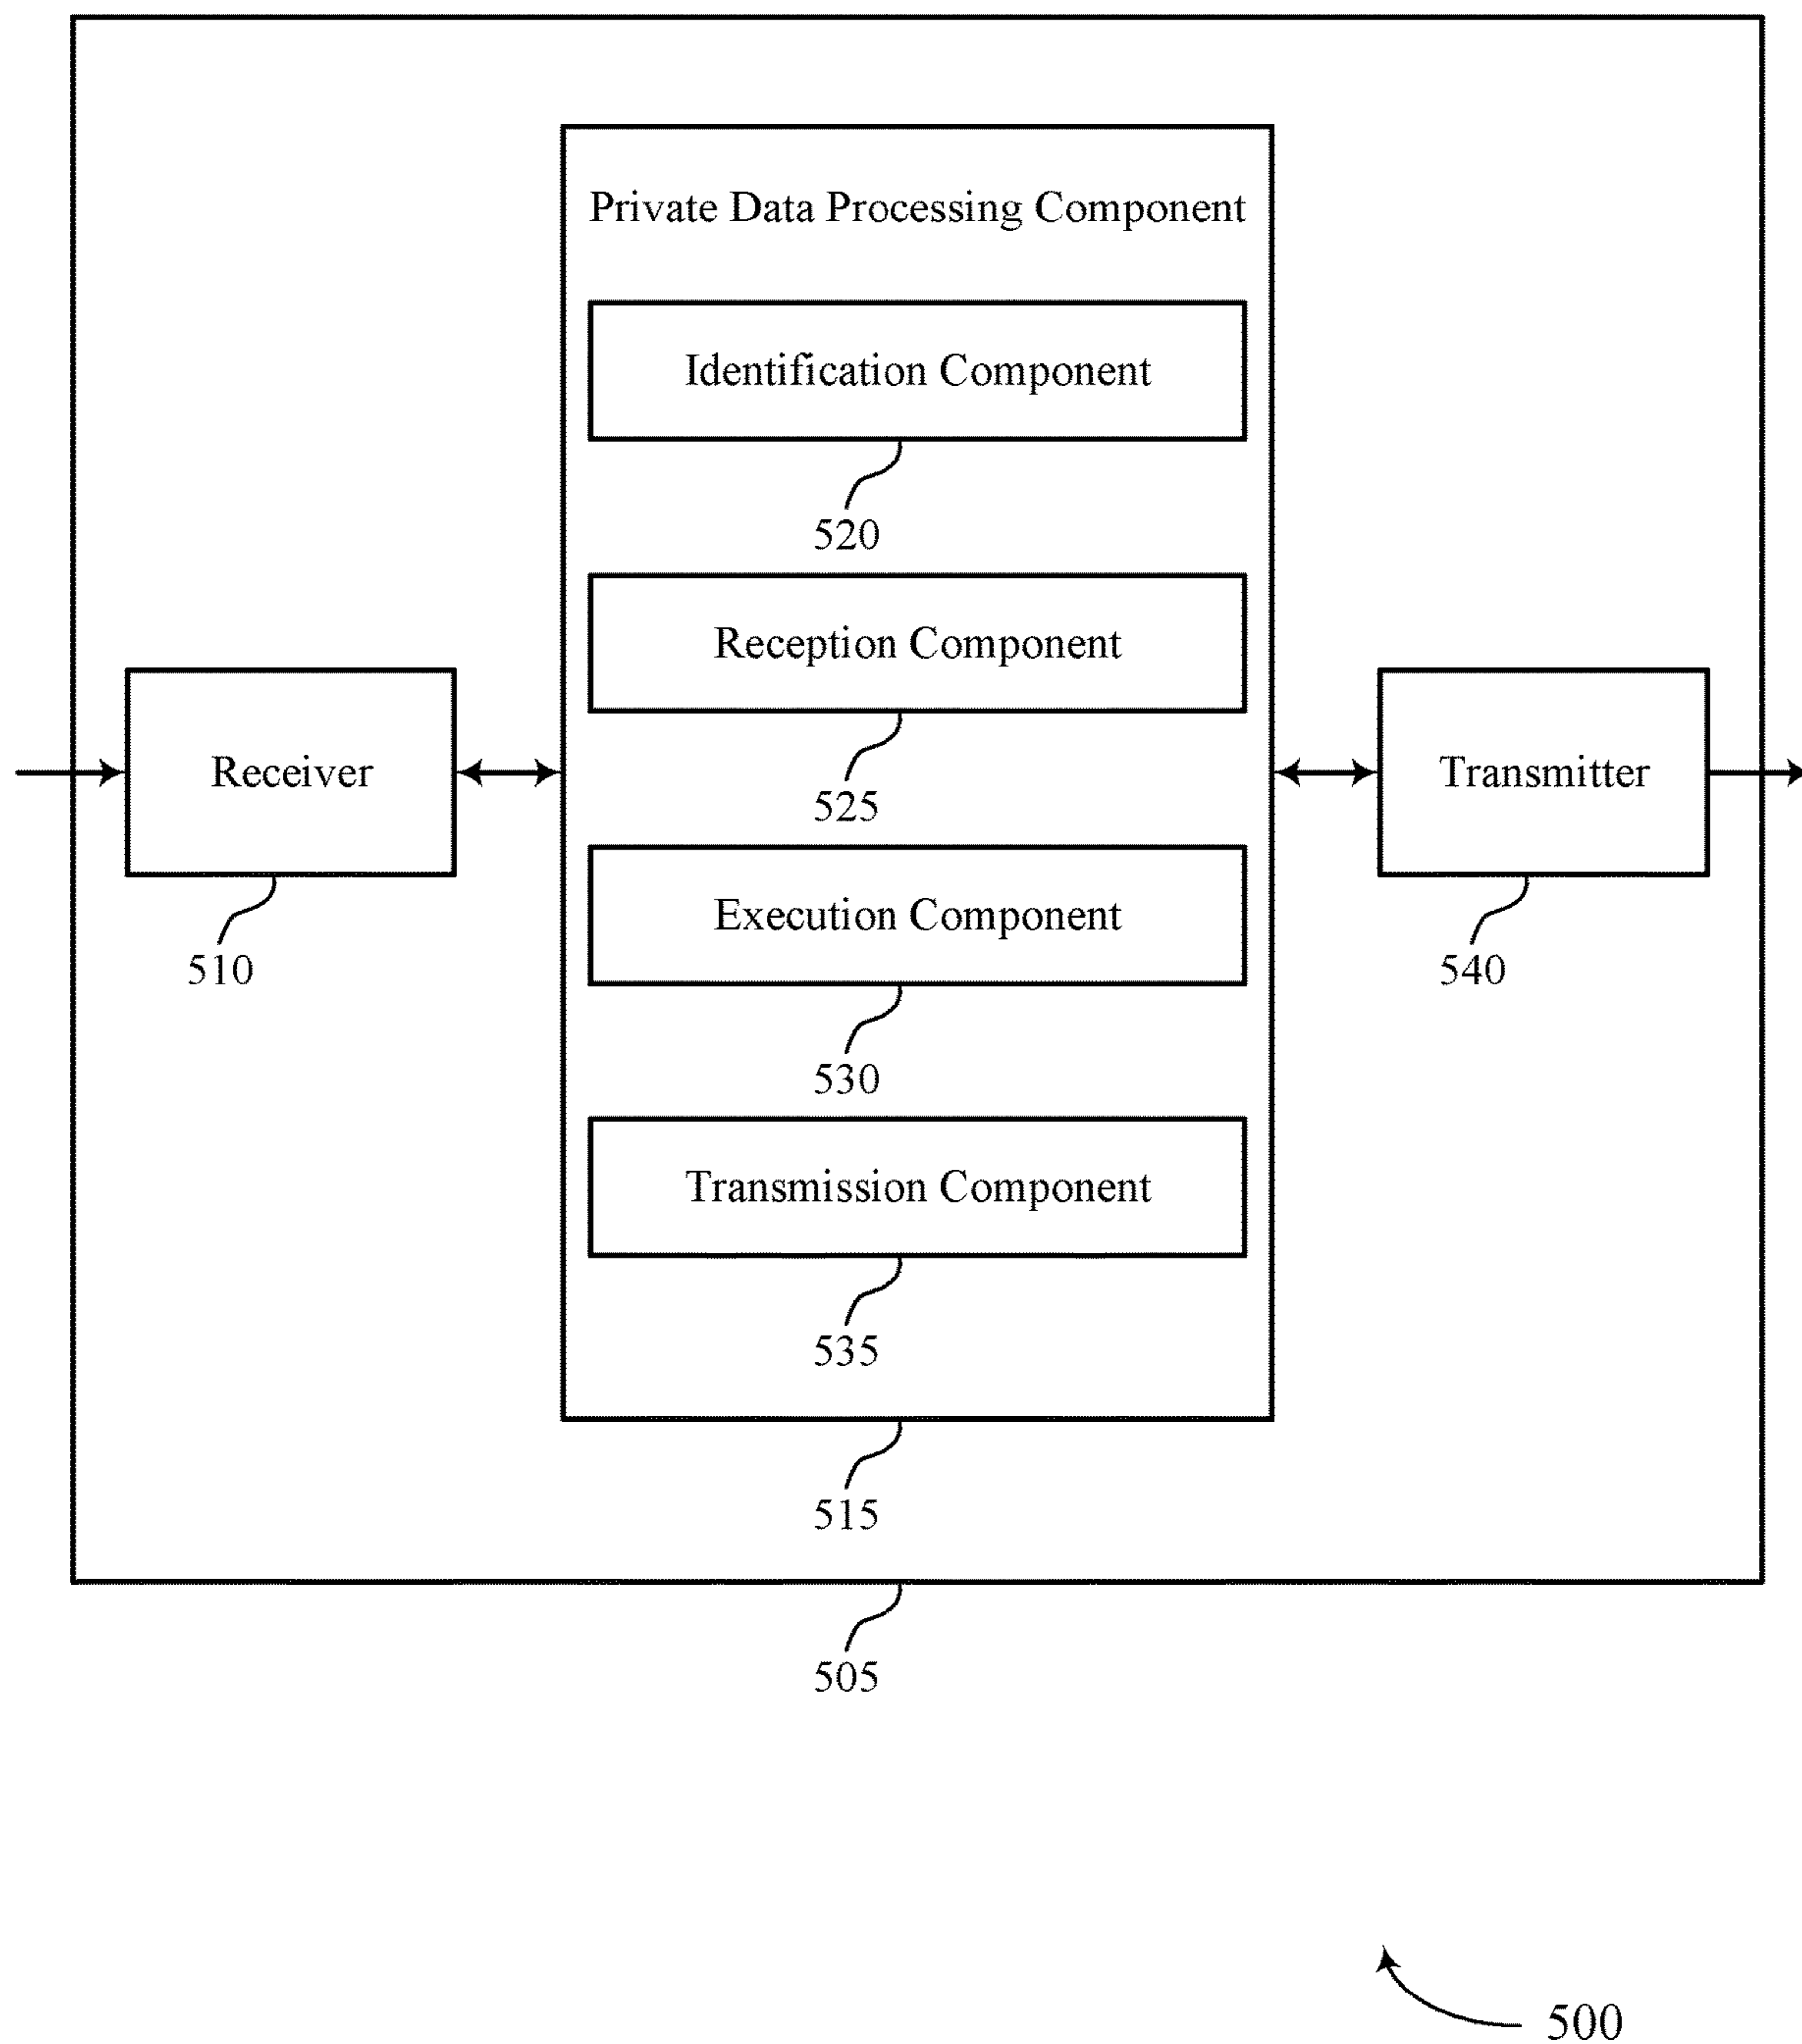 Private Data Processing Component
Identification Component
520
Reception Component
525
Receiver
510
Transmitter
540
Execution Component
530
Transmission Component
535
515
505
500